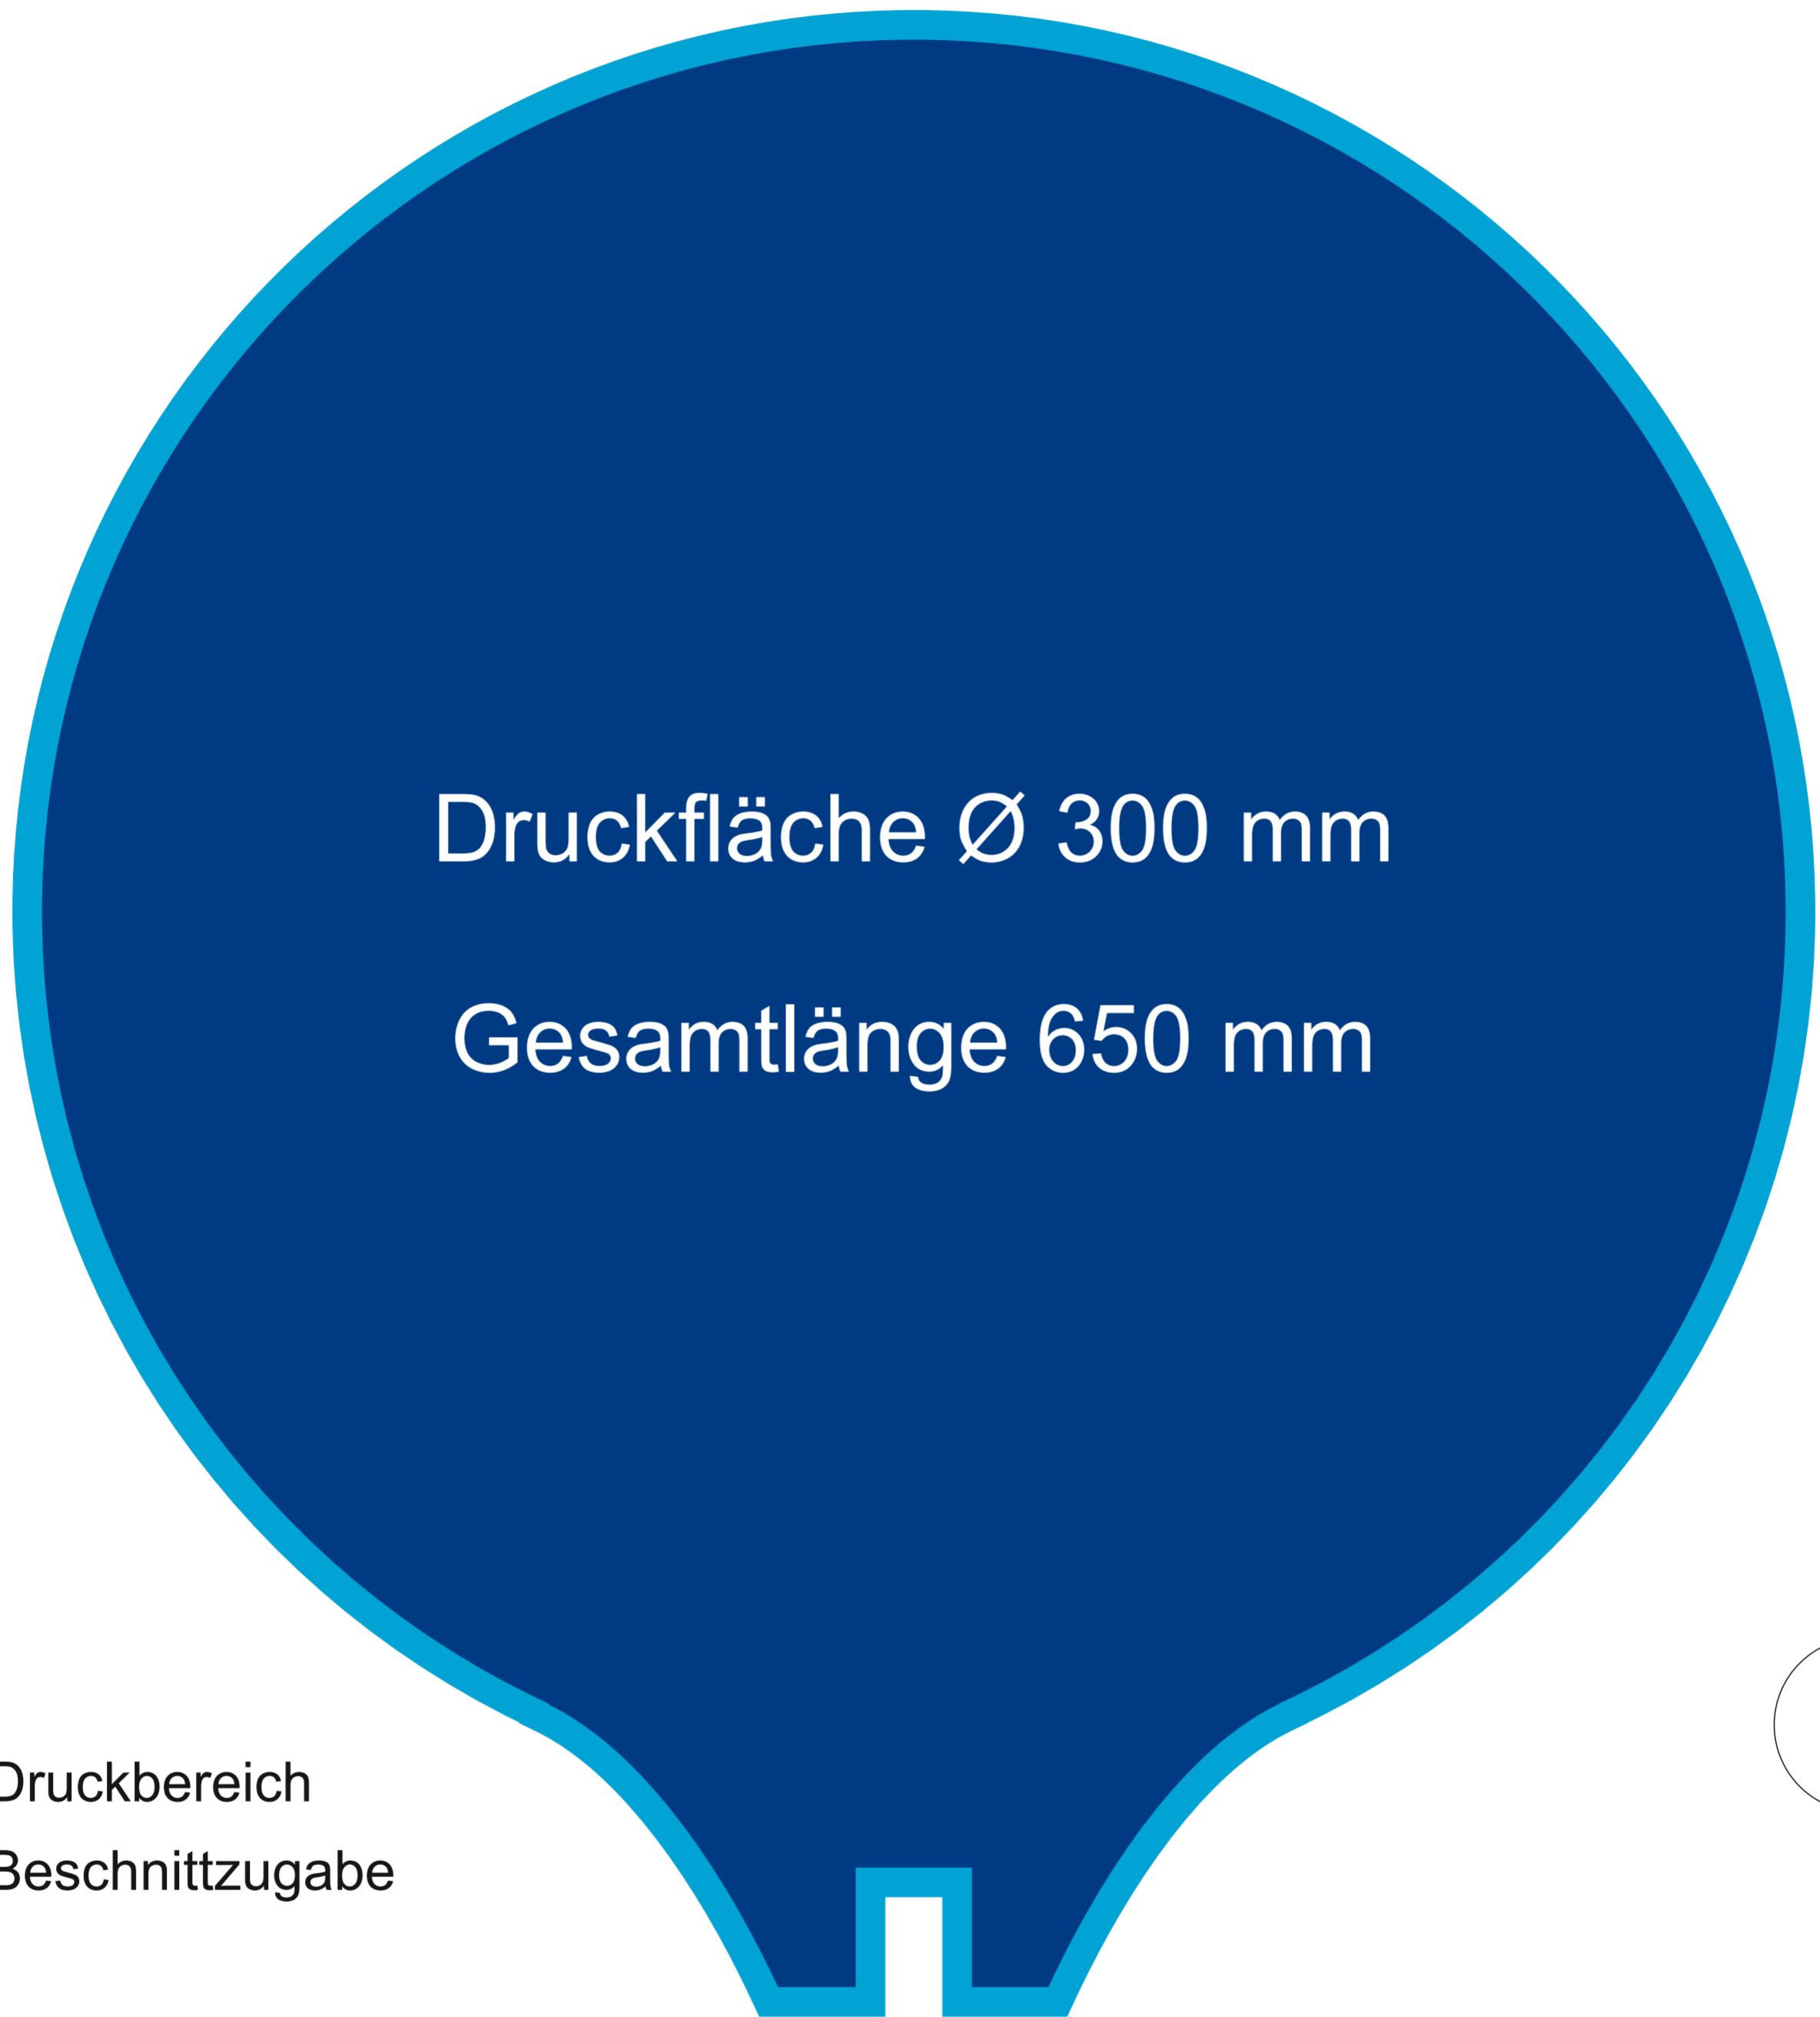 Druckfläche Ø 300 mm
Gesamtlänge 650 mm
Druckbereich
Beschnittzugabe